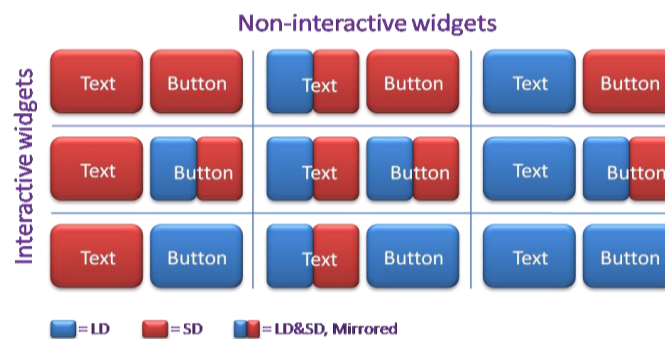 Non-interactive widgets
Interactive widgets
Text Button Text Button Text Button
Text Button Text Button Text Button
Text Button Text Button Text Button
= LD = SD = LD&SD, Mirrored